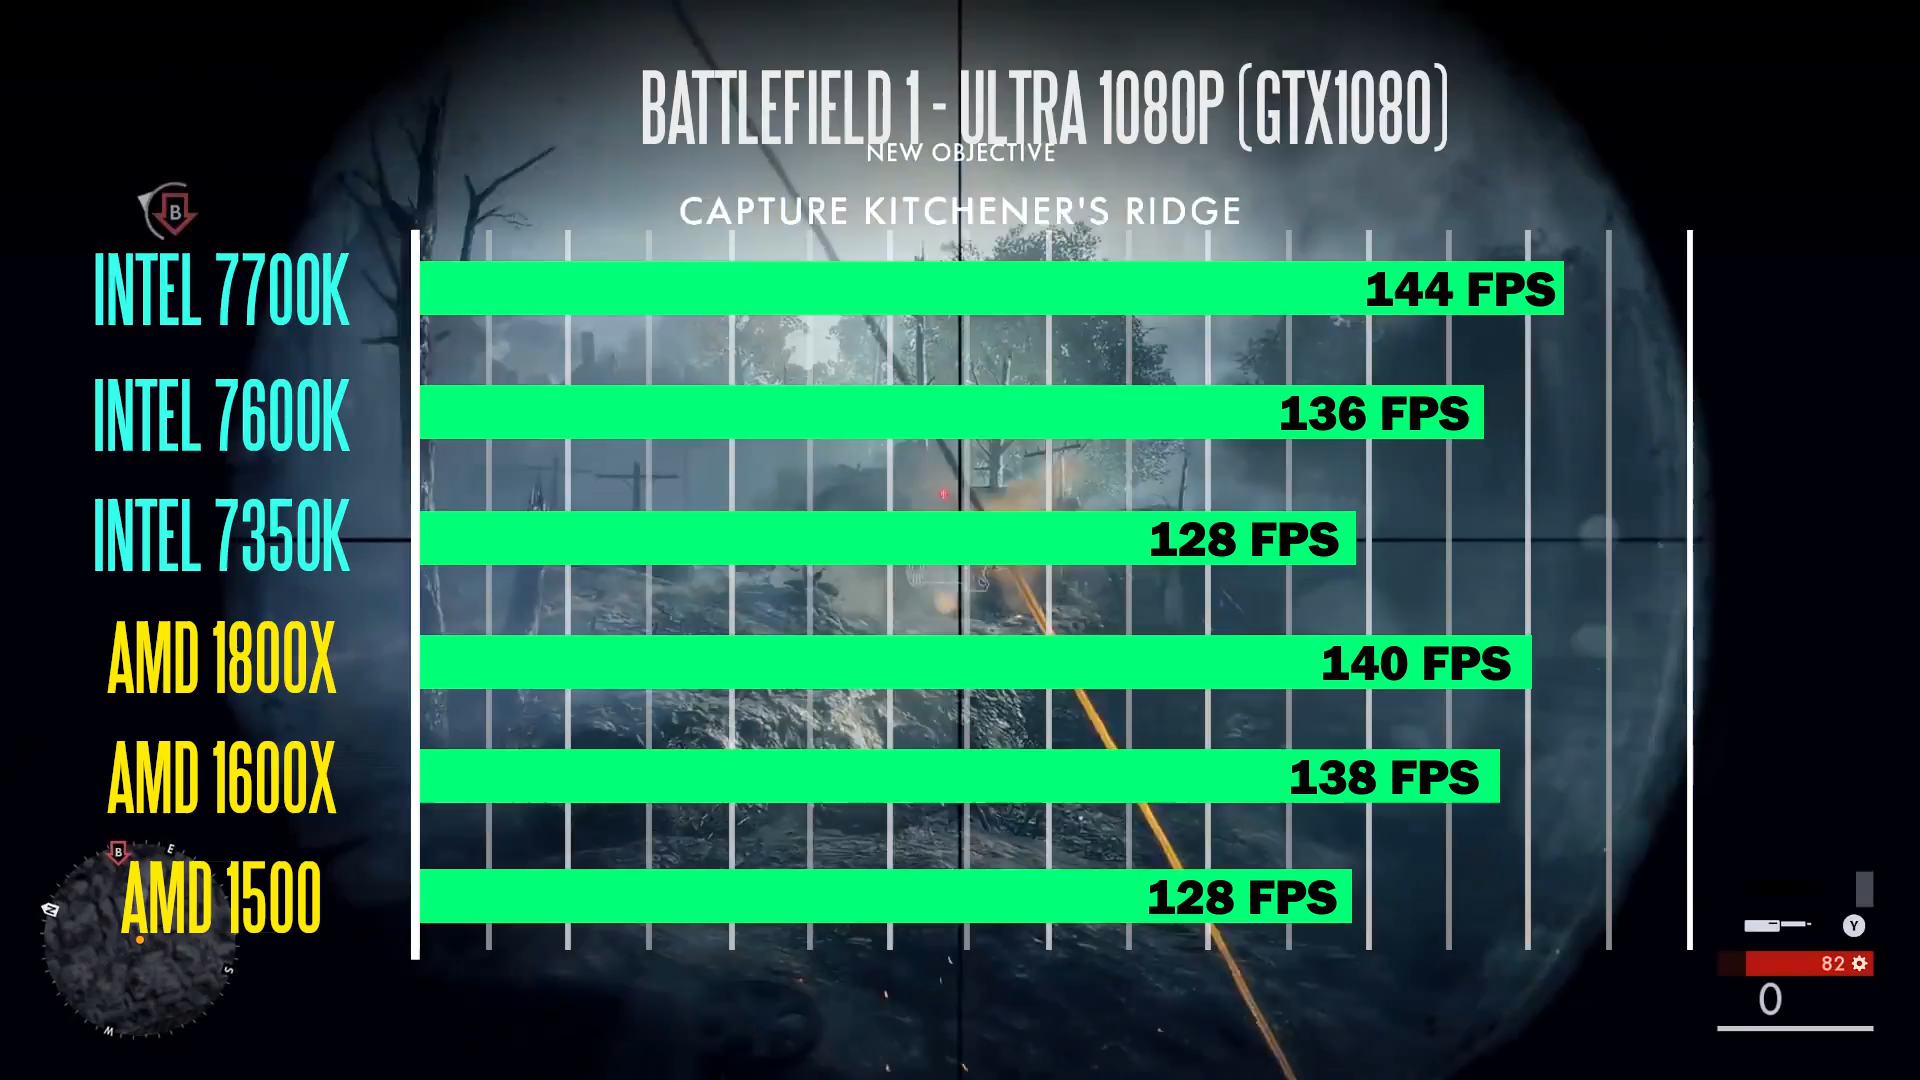 BATTLEFIELD 1 - ULTRA 1080P (GTX1080)
NEW OBJECTIVE
CAPTURE KITCHENER'S RIDGE
B
INTEL 7700K
144 FPS
INTEL 7600K
136 FPS
INTEL 7350K
128 FPS
AMD 1800X
140 FPS
AMD 1600X
138 FPS
AMD 1500
128 FPS
B
E
N
S
W
Y
82
0